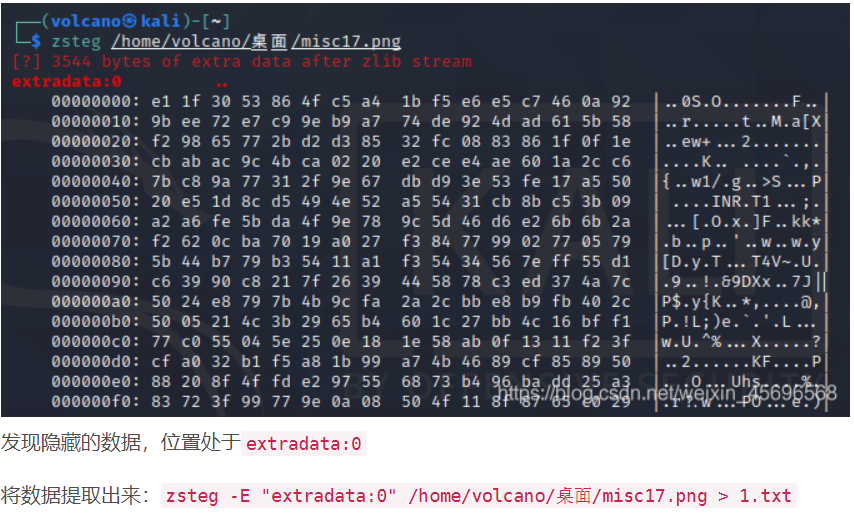 ┌──(volcano㉿kali)-[~]
└─$ zsteg /home/volcano/桌面/misc17.png
[?] 3544 bytes of extra data after zlib stream
extradata:0         ..
00000000: e1 1f 30 53 86 4f c5 a4  1b f5 e6 e5 c7 46 0a 92  |..0S.O.......F..|
00000010: 9b ee 72 e7 c9 9e b9 a7  74 de 92 4d ad 61 5b 58  |..r.....t..M.a[X|
00000020: f2 98 65 77 2b d2 d3 85  32 fc 08 83 86 1f 0f 1e  |..ew+...2.......|
00000030: cb ab ac 9c 4b ca 02 20  e2 ce e4 ae 60 1a 2c c6  |....K.. ....`.,.|
00000040: 7b c8 9a 77 31 2f 9e 67  db d9 3e 53 fe 17 a5 50  |{..w1/.g..>S...P|
00000050: 20 e5 1d 8c d5 49 4e 52  a5 54 31 cb 8b c5 3b 09  | ....INR.T1...;.|
00000060: a2 a6 fe 5b da 4f 9e 78  9c 5d 46 d6 e2 6b 6b 2a  |...[.O.x.]F..kk*|
00000070: f2 62 0c ba 70 19 a0 27  f3 84 77 99 02 77 05 79  |.b..p..'..w..w.y|
00000080: 5b 44 b7 79 b3 54 11 a1  f3 54 34 56 7e ff 55 d1  |[D.y.T...T4V~.U.|
00000090: c6 39 90 c8 21 7f 26 39  44 58 78 c3 ed 37 4a 7c  |.9..!.&9DXx..7J||
000000a0: 50 24 e8 79 7b 4b 9c fa  2a 2c bb e8 b9 fb 40 2c  |P$.y{K..*,....@,|
000000b0: 50 05 21 4c 3b 29 65 b4  60 1c 27 bb 4c 16 bf f1  |P.!L;)e.`.'.L...|
000000c0: 77 c0 55 04 5e 25 0e 18  1e 58 ab 0f 13 11 f2 3f  |w.U.^%...X.....?|
000000d0: cf a0 32 b1 f5 a8 1b 99  a7 4b 46 89 cf 85 89 50  |..2......KF....P|
000000e0: 88 20 8f 4f fd e2 97 55  68 73 b4 96 ba dd 25 a3  |. .O...Uhs....%.|
000000f0: 83 72 3f 99 77 9e 0a 08  50 4f 11 8f 87 65 e0 29  |.r?.w...PO...e.)|
https://blog.csdn.net/weixin_45696568
发现隐藏的数据，位置处于extradata:0
将数据提取出来：zsteg -E "extradata:0" /home/volcano/桌面/misc17.png > 1.txt